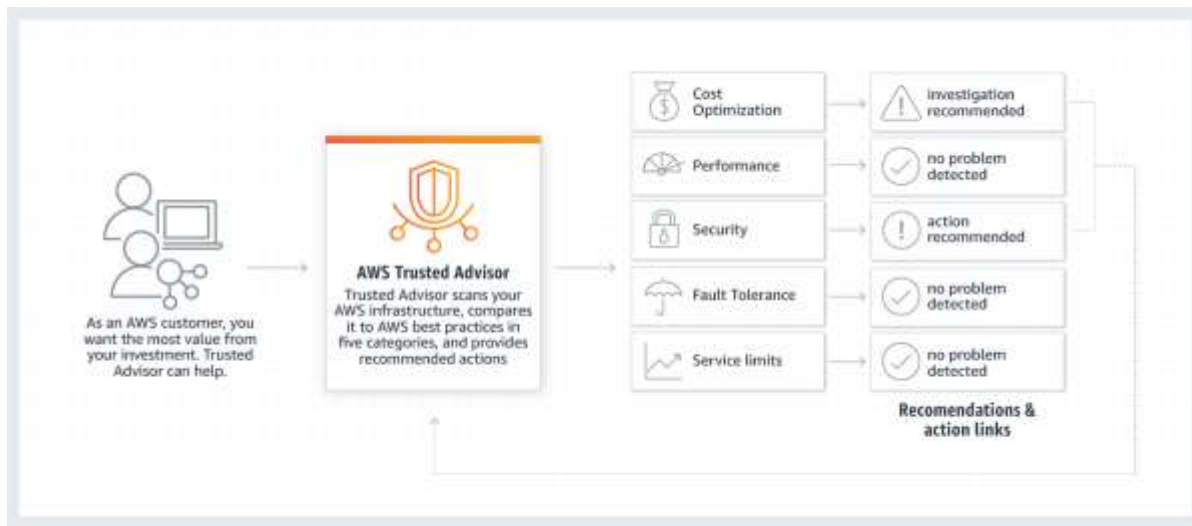 As an AWS customer, you
want the most value from
your investment. Trusted
Advisor can help.
AWS Trusted Advisor
Trusted Advisor scans your
AWS infrastructure, compares
it to AWS best practices in
five categories, and provides
recommended actions
Cost
Optimization
investigation
recommended
Performance
no problem
detected
Security
action
recommended
Fault Tolerance
no problem
detected
Service limits
no problem
detected
Recomendations &
action links